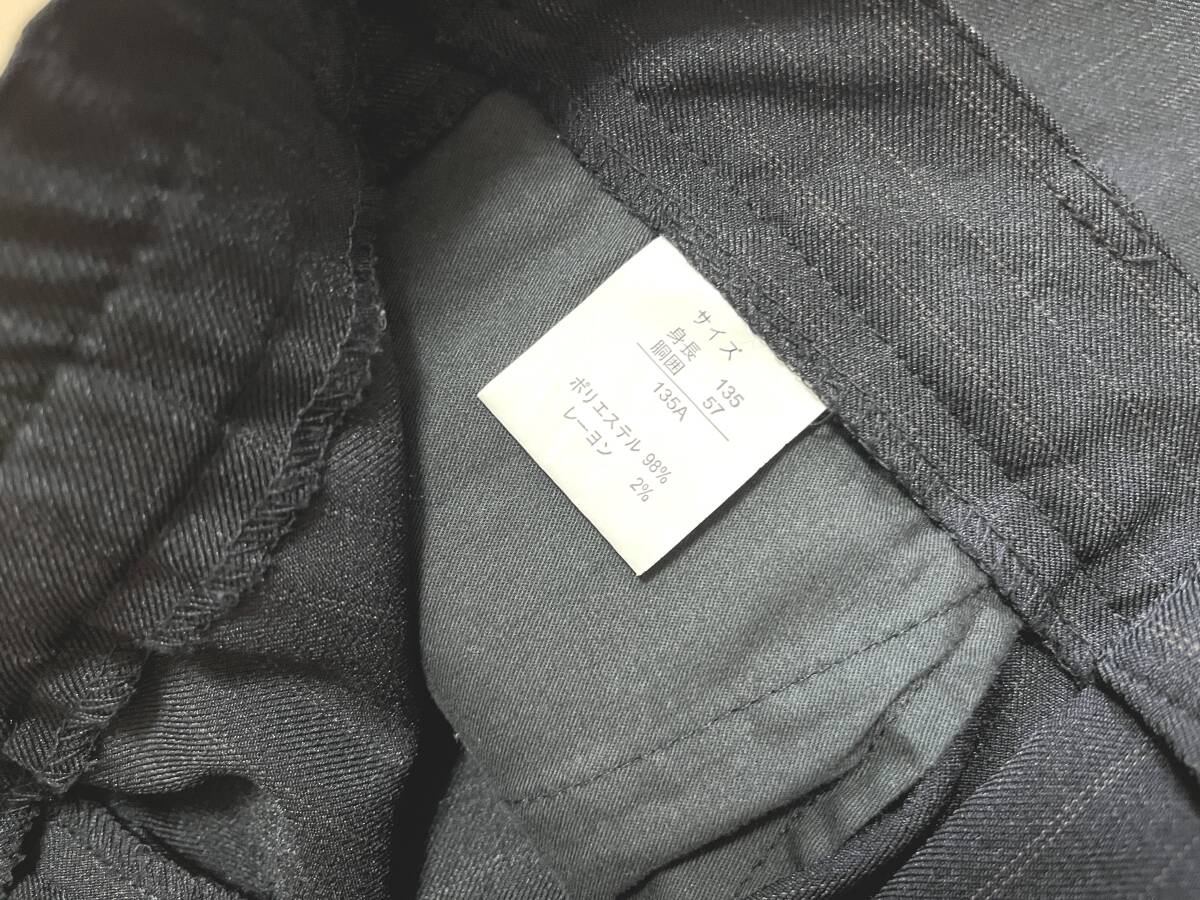 サイズ
身長 135
胴囲 57
135A
ポリエステル 98%
レーヨン 2%